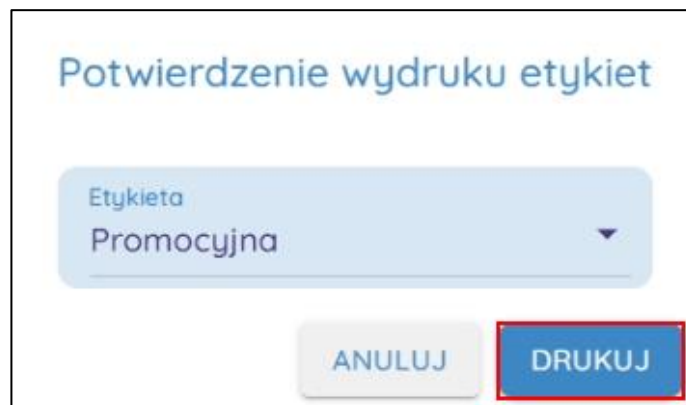 Potwierdzenie wydruku etykiet
Etykieta
Promocyjna
ANULUJ DRUKUJ